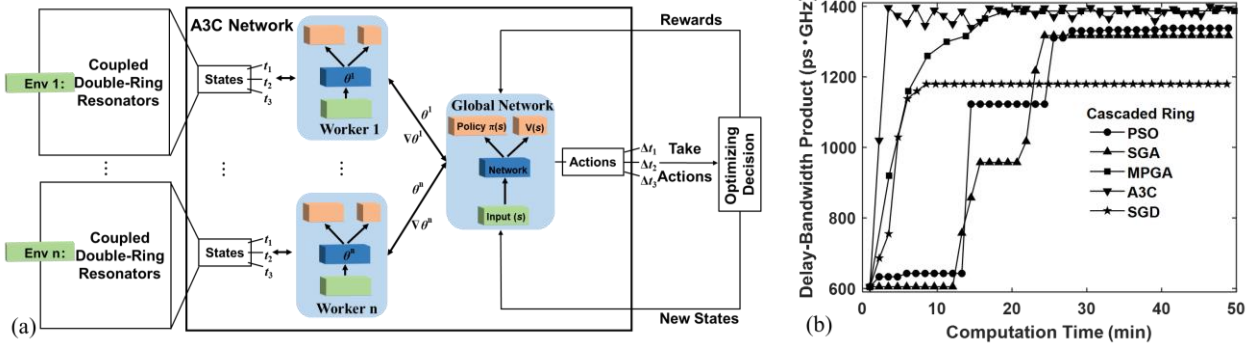 A3C Network
Rewards
Env 1:
Coupled
Double-Ring
Resonators
States
t1
t2
t3
θ1
Worker 1
θ1
∇θ1
Global Network
Policy π(s)
V(s)
Network
Input (s)
Actions
Δt1
Δt2
Δt3
Take
Actions
Optimizing
Decision
⋮
⋮
⋮
Env n:
Coupled
Double-Ring
Resonators
States
t1
t2
t3
θn
Worker n
θn
∇θn
New States
(a)
Delay-Bandwidth Product (ps·GHz)
1400
1200
1000
800
600
0
10
20
30
40
50
Computation Time (min)
Cascaded Ring
PSO
SGA
MPGA
A3C
SGD
(b)